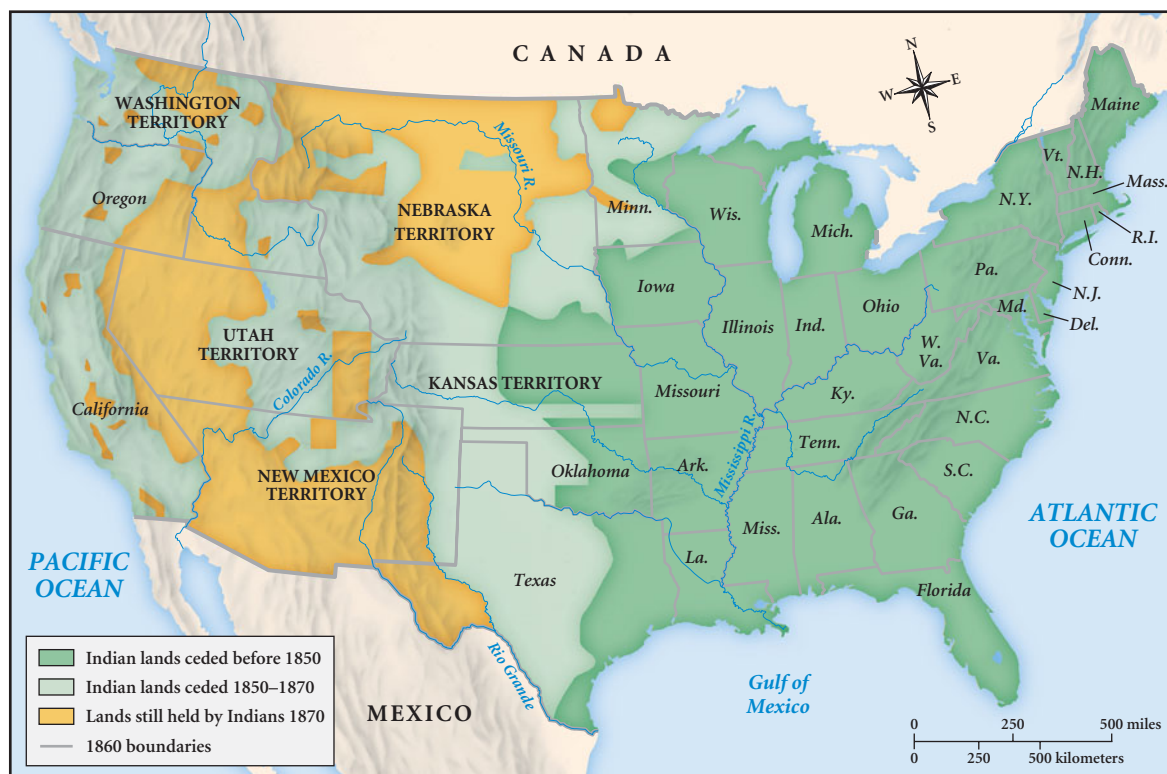 CANADA
N
W
E
S
WASHINGTON
TERRITORY
Oregon
Missouri R.
NEBRASKA
TERRITORY
Minn.
Wis.
Mich.
Maine
Vt.
N.H.
Mass.
N.Y.
R.I.
Conn.
Iowa
Pa.
N.J.
Ohio
Md.
Del.
Illinois
Ind.
W.
Va.
Va.
UTAH
TERRITORY
Colorado R.
KANSAS TERRITORY
Missouri
Ky.
California
Mississippi R.
N.C.
Tenn.
NEW MEXICO
TERRITORY
Oklahoma
Ark.
S.C.
Miss.
Ala.
Ga.
ATLANTIC
OCEAN
PACIFIC
OCEAN
Texas
La.
Florida
Rio Grande
Gulf of
Mexico
MEXICO
Indian lands ceded before 1850
Indian lands ceded 1850–1870
Lands still held by Indians 1870
1860 boundaries
0 250 500 miles
0 250 500 kilometers